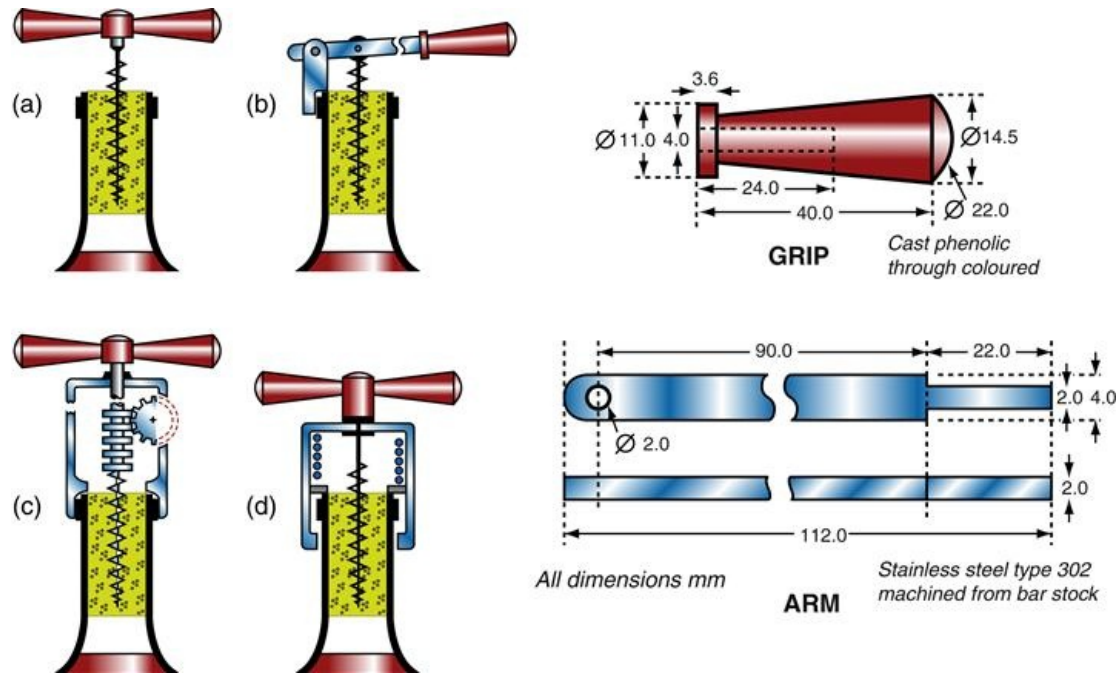 (a)
(b)
3.6
Ø 11.0
4.0
Ø14.5
24.0
40.0
Ø 22.0
GRIP
Cast phenolic
through coloured
(c)
(d)
90.0
22.0
2.0
4.0
Ø 2.0
2.0
112.0
All dimensions mm
ARM
Stainless steel type 302
machined from bar stock